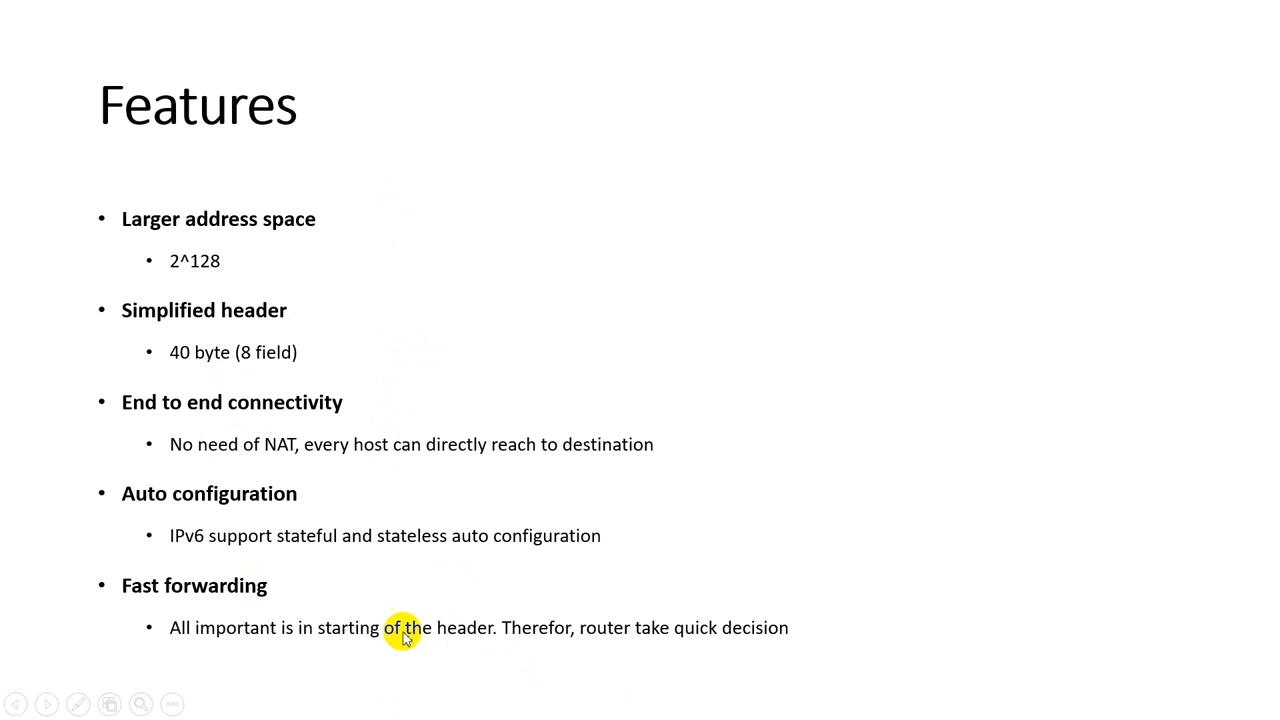 Features
• Larger address space
• 2^128
• Simplified header
• 40 byte (8 field)
• End to end connectivity
• No need of NAT, every host can directly reach to destination
• Auto configuration
• IPv6 support stateful and stateless auto configuration
• Fast forwarding
• All important is in starting of the header. Therefor, router take quick decision